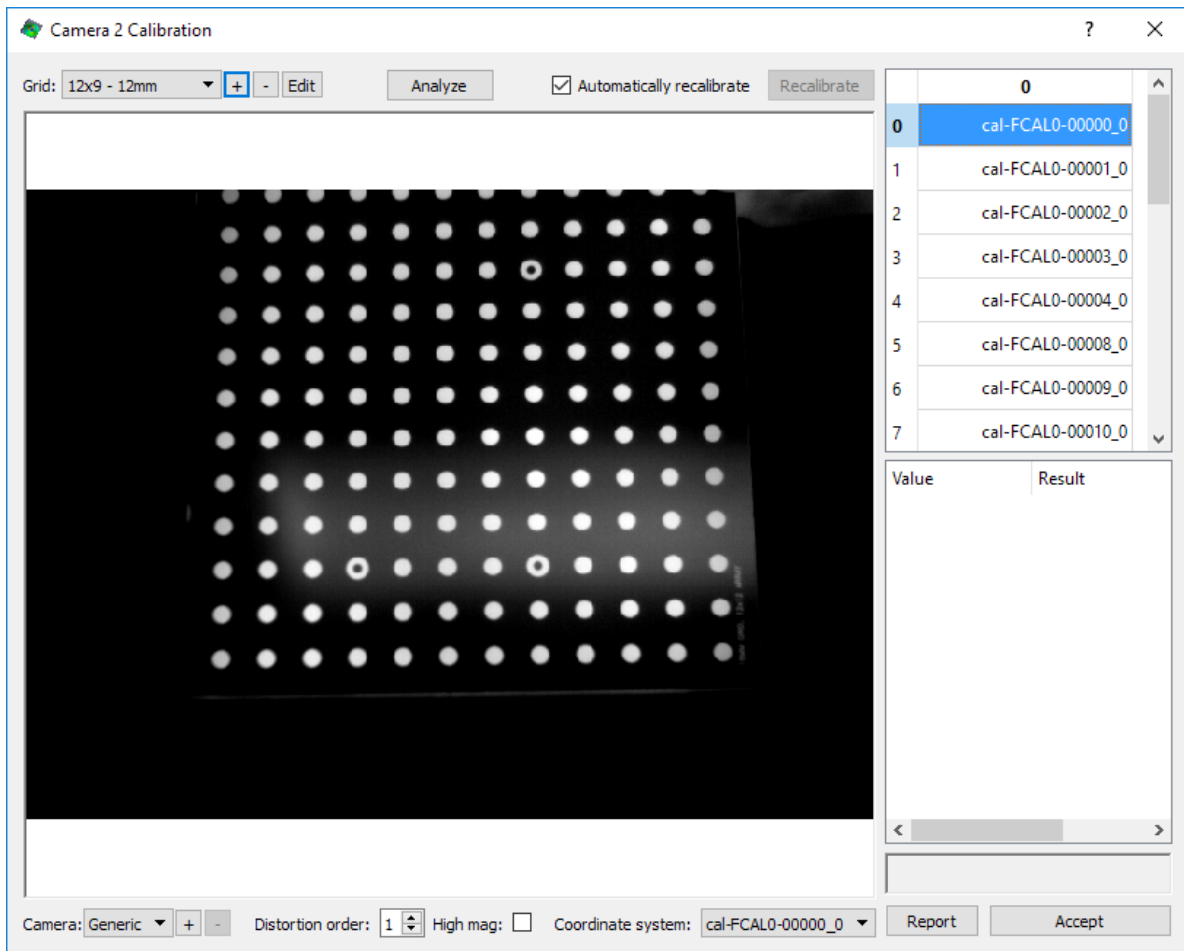 Camera 2 Calibration
?
Grid: 12x9 - 12mm + - Edit Analyze Automatically recalibrate Recalibrate
0
0 cal-FCAL0-00000_0
1 cal-FCAL0-00001_0
2 cal-FCAL0-00002_0
3 cal-FCAL0-00003_0
4 cal-FCAL0-00004_0
5 cal-FCAL0-00008_0
6 cal-FCAL0-00009_0
7 cal-FCAL0-00010_0
Value Result
Camera: Generic + - Distortion order: 1 High mag: Coordinate system: cal-FCAL0-00000_0 Report Accept